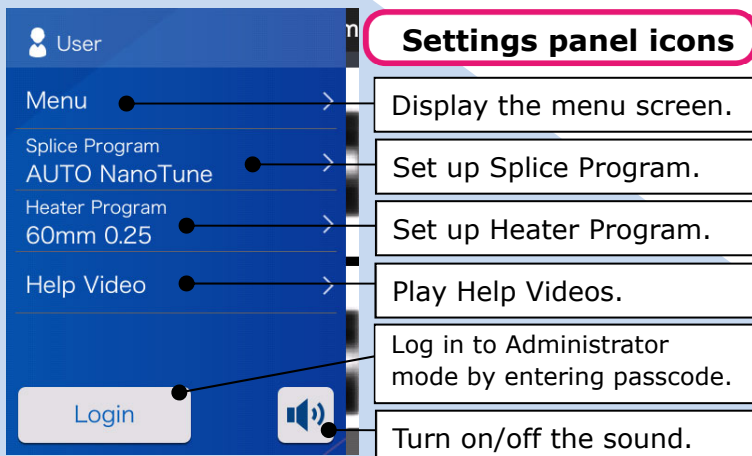 User
Settings panel icons
Menu
Display the menu screen.
Splice Program
AUTO NanoTune
Set up Splice Program.
Heater Program
60mm 0.25
Set up Heater Program.
Help Video
Play Help Videos.
Log in to Administrator
mode by entering passcode.
Login
Turn on/off the sound.